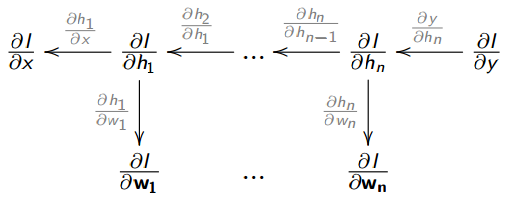 ∂l/∂x ← ∂h₁/∂x ∂l/∂h₁ ← ∂h₂/∂h₁ ... ← ∂hₙ/∂hₙ₋₁ ∂l/∂hₙ ← ∂y/∂hₙ ∂l/∂y
∂h₁/∂w₁ ↓ ∂hₙ/∂wₙ ↓
∂l/∂w₁ ... ∂l/∂wₙ